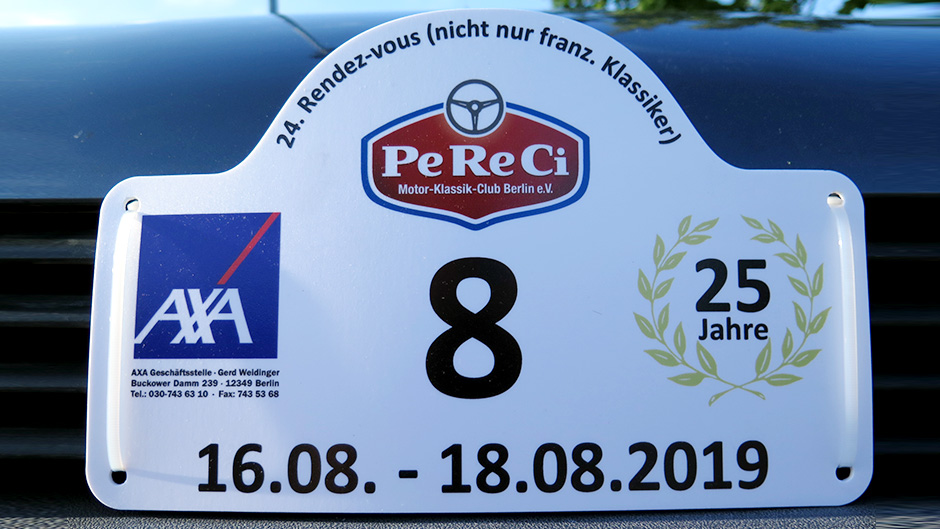 24. Rendez-vous (nicht nur franz. Klassiker)
PeReCi
Motor-Klassik-Club Berlin e.V.
AXA
AXA Geschäftsstelle · Gerd Weidinger
Buckower Damm 239 · 12349 Berlin
Tel.: 030-743 63 10 · Fax: 743 53 68
8
25
Jahre
16.08. - 18.08.2019